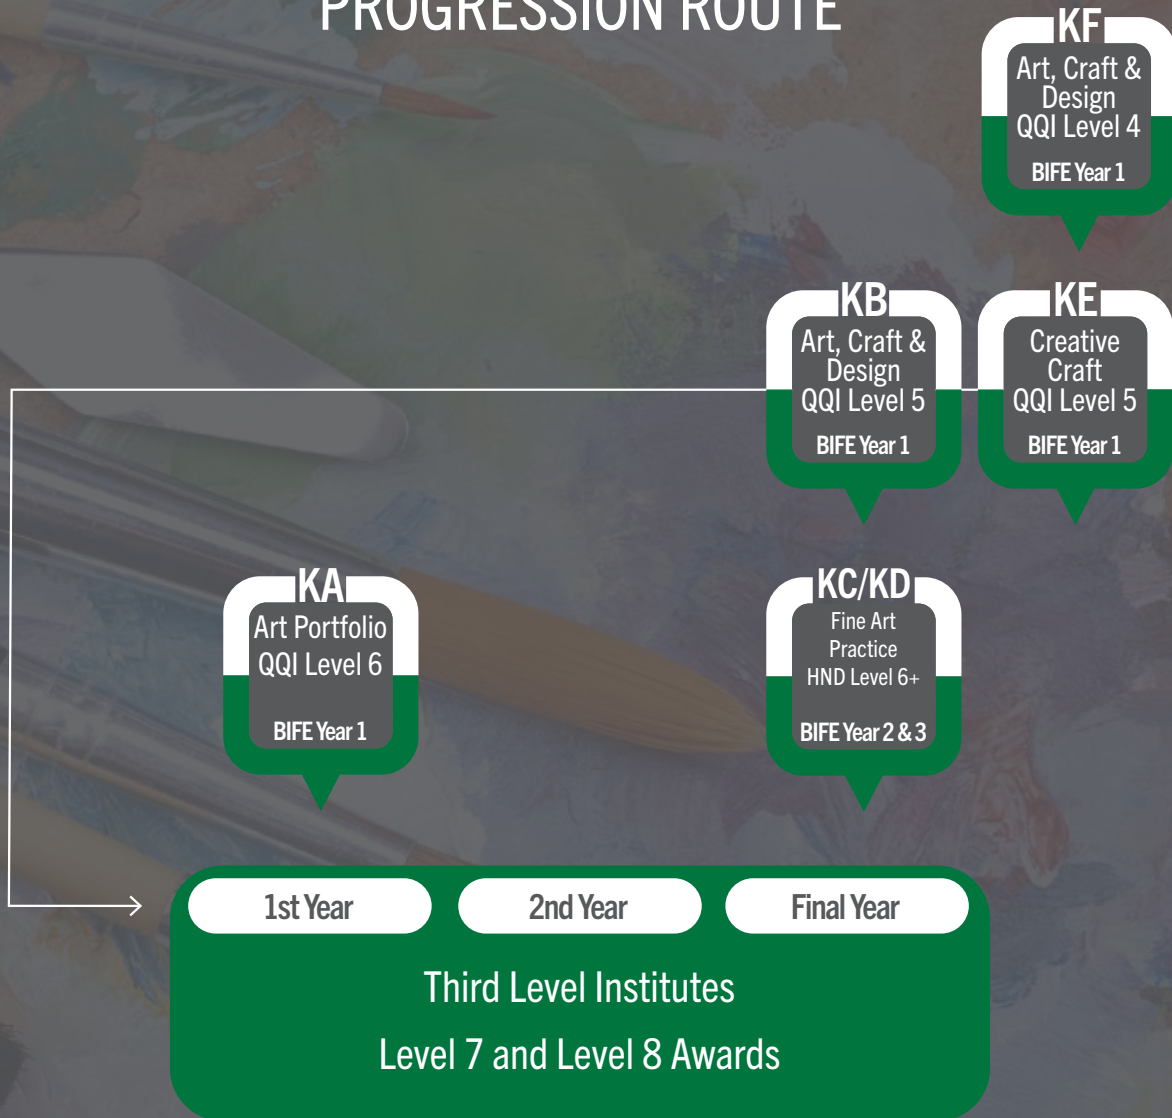 PROGRESSION ROUTE
KF
Art, Craft &
Design
QQI Level 4
BIFE Year 1
KB
Art, Craft &
Design
QQI Level 5
BIFE Year 1
KE
Creative
Craft
QQI Level 5
BIFE Year 1
KA
Art Portfolio
QQI Level 6
BIFE Year 1
KC/KD
Fine Art
Practice
HND Level 6+
BIFE Year 2 & 3
1st Year
2nd Year
Final Year
Third Level Institutes
Level 7 and Level 8 Awards